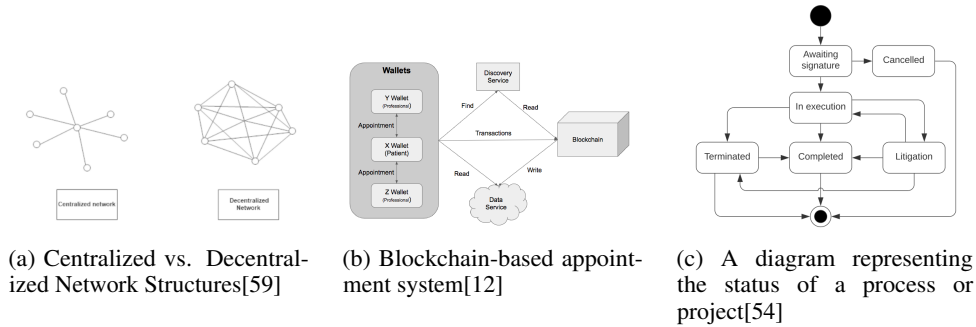 Centralized network
Decentralized
Network
(a) Centralized vs. Decentral-
ized Network Structures[59]
Wallets
Y Wallet
(Professional)
Appointment
X Wallet
(Patient)
Appointment
Z Wallet
(Professional)
Discovery
Service
Find
Read
Transactions
Blockchain
Read
Write
Data
Service
(b) Blockchain-based appoint-
ment system[12]
Awaiting
signature
Cancelled
In execution
Terminated
Completed
Litigation
(c) A diagram representing
the status of a process or
project[54]